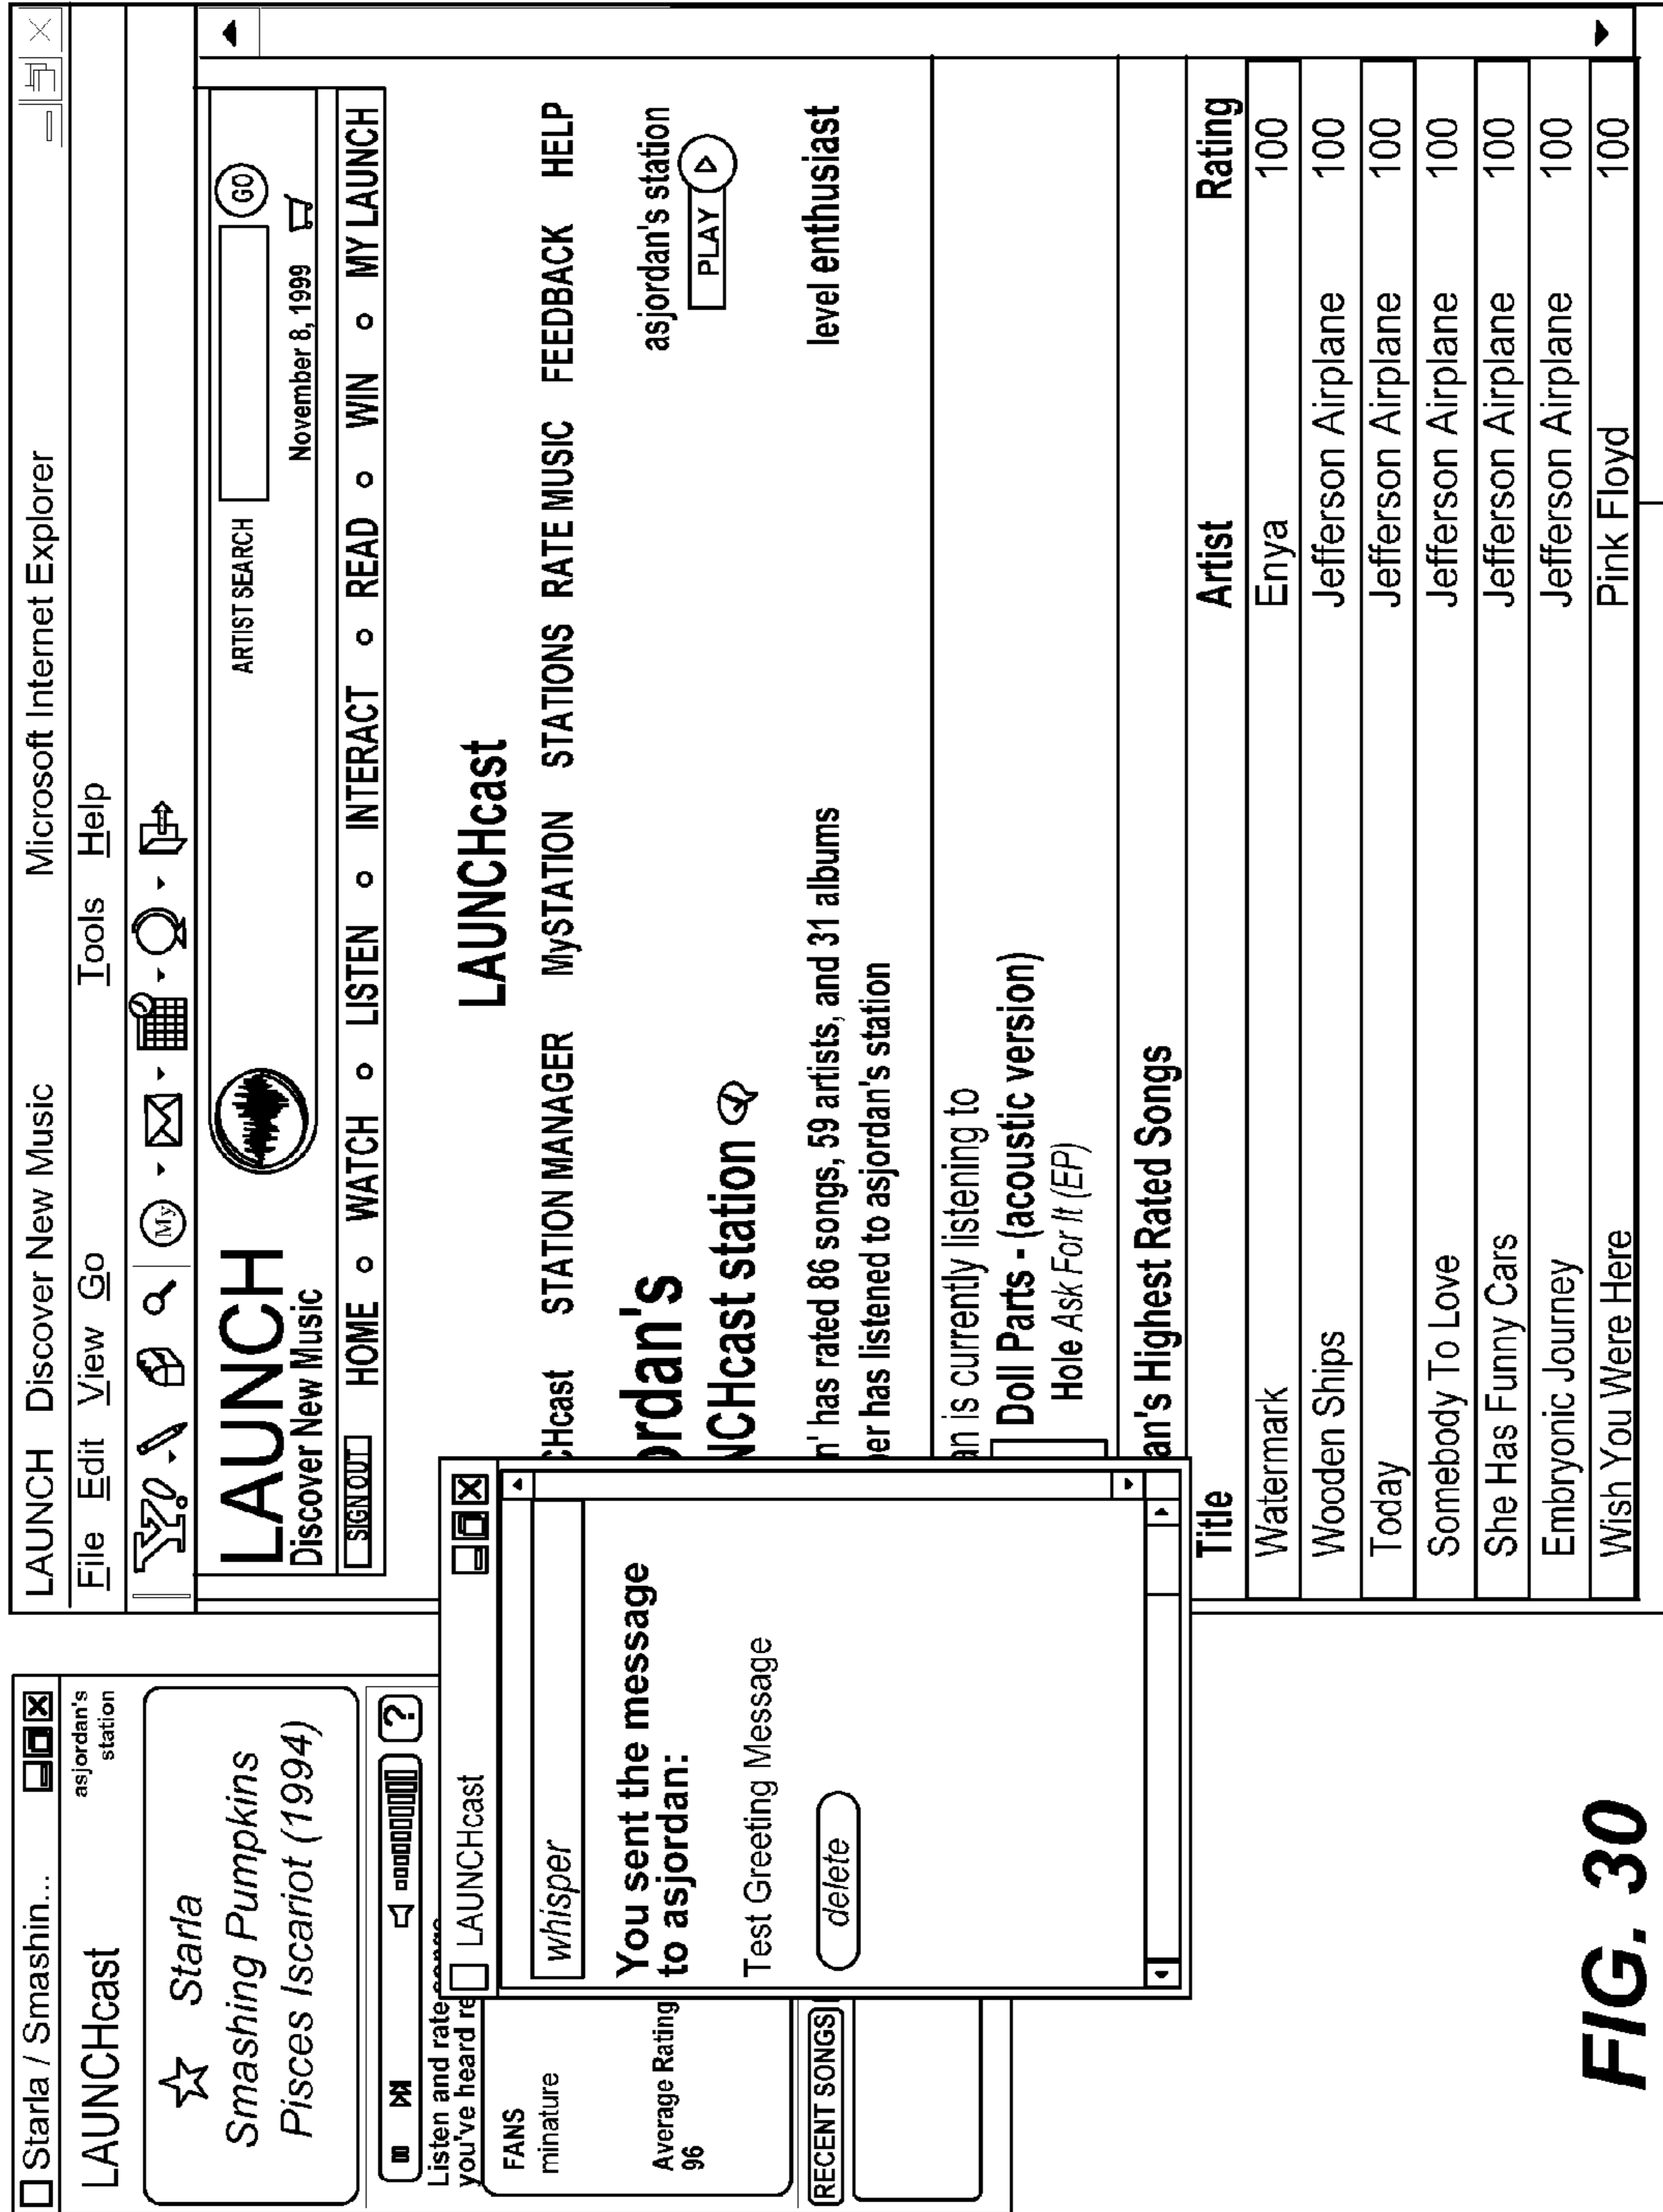 Starla / Smashin...
LAUNCHcast
asjordan's
station
Starla
Smashing Pumpkins
Pisces Iscariot (1994)
?
Listen and rate songs
you've heard re
FANS
minature
Average Rating
96
RECENT SONGS
LAUNCHcast
whisper
You sent the message
to asjordan:
Test Greeting Message
delete
LAUNCH Discover New Music Microsoft Internet Explorer
File Edit View Go Tools Help
Y! My
LAUNCH
Discover New Music
ARTIST SEARCH GO
November 8, 1999
SIGN OUT HOME WATCH LISTEN INTERACT READ WIN MY LAUNCH
LAUNCHcast
CHcast STATION MANAGER MySTATION STATIONS RATE MUSIC FEEDBACK HELP
ordan's
asjordan's station
NCHcast station
PLAY
n' has rated 86 songs, 59 artists, and 31 albums level enthusiast
er has listened to asjordan's station
an is currently listening to
Doll Parts - (acoustic version)
Hole Ask For It (EP)
an's Highest Rated Songs
Title Artist Rating
Watermark Enya 100
Wooden Ships Jefferson Airplane 100
Today Jefferson Airplane 100
Somebody To Love Jefferson Airplane 100
She Has Funny Cars Jefferson Airplane 100
Embryonic Journey Jefferson Airplane 100
Wish You Were Here Pink Floyd 100
FIG. 30